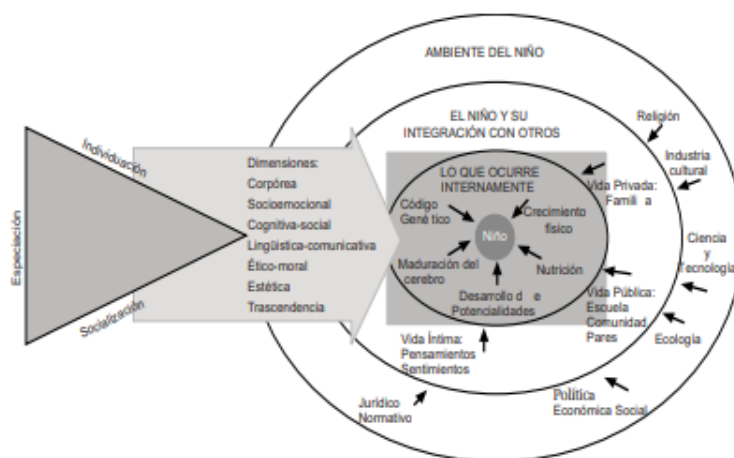 AMBIENTE DEL NIÑO
EL NIÑO Y SU
INTEGRACIÓN CON OTROS
LO QUE OCURRE
INTERNAMENTE
Código
Gené tico
Crecimiento
físico
Niño
Maduración del
cerebro
Nutrición
Desarrollo d e
Potencialidades
Especiación
Individuación
Socialización
Dimensiones:
Corpórea
Socioemocional
Cognitiva-social
Lingüística-comunicativa
Ético-moral
Estética
Trascendencia
Vida Privada:
Famili a
Vida Pública:
Escuela
Comunidad
Pares
Vida Íntima:
Pensamientos
Sentimientos
Religión
Industria
cultural
Ciencia
y
Tecnología
Ecología
Política
Económica Social
Jurídico
Normativo